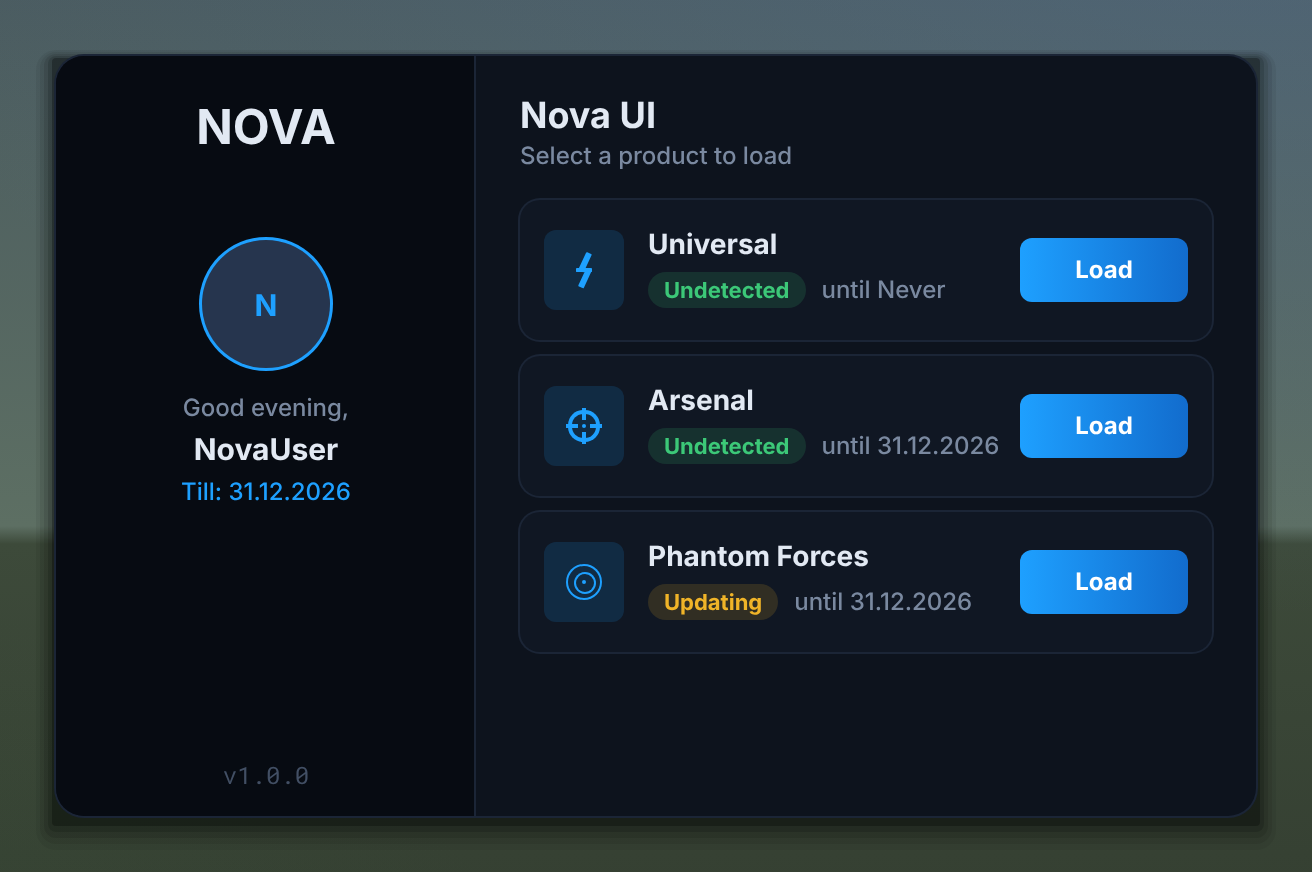 NOVA
N
Good evening,
NovaUser
Till: 31.12.2026
v1.0.0
Nova UI
Select a product to load
Universal
Undetected until Never
Load
Arsenal
Undetected until 31.12.2026
Load
Phantom Forces
Updating until 31.12.2026
Load